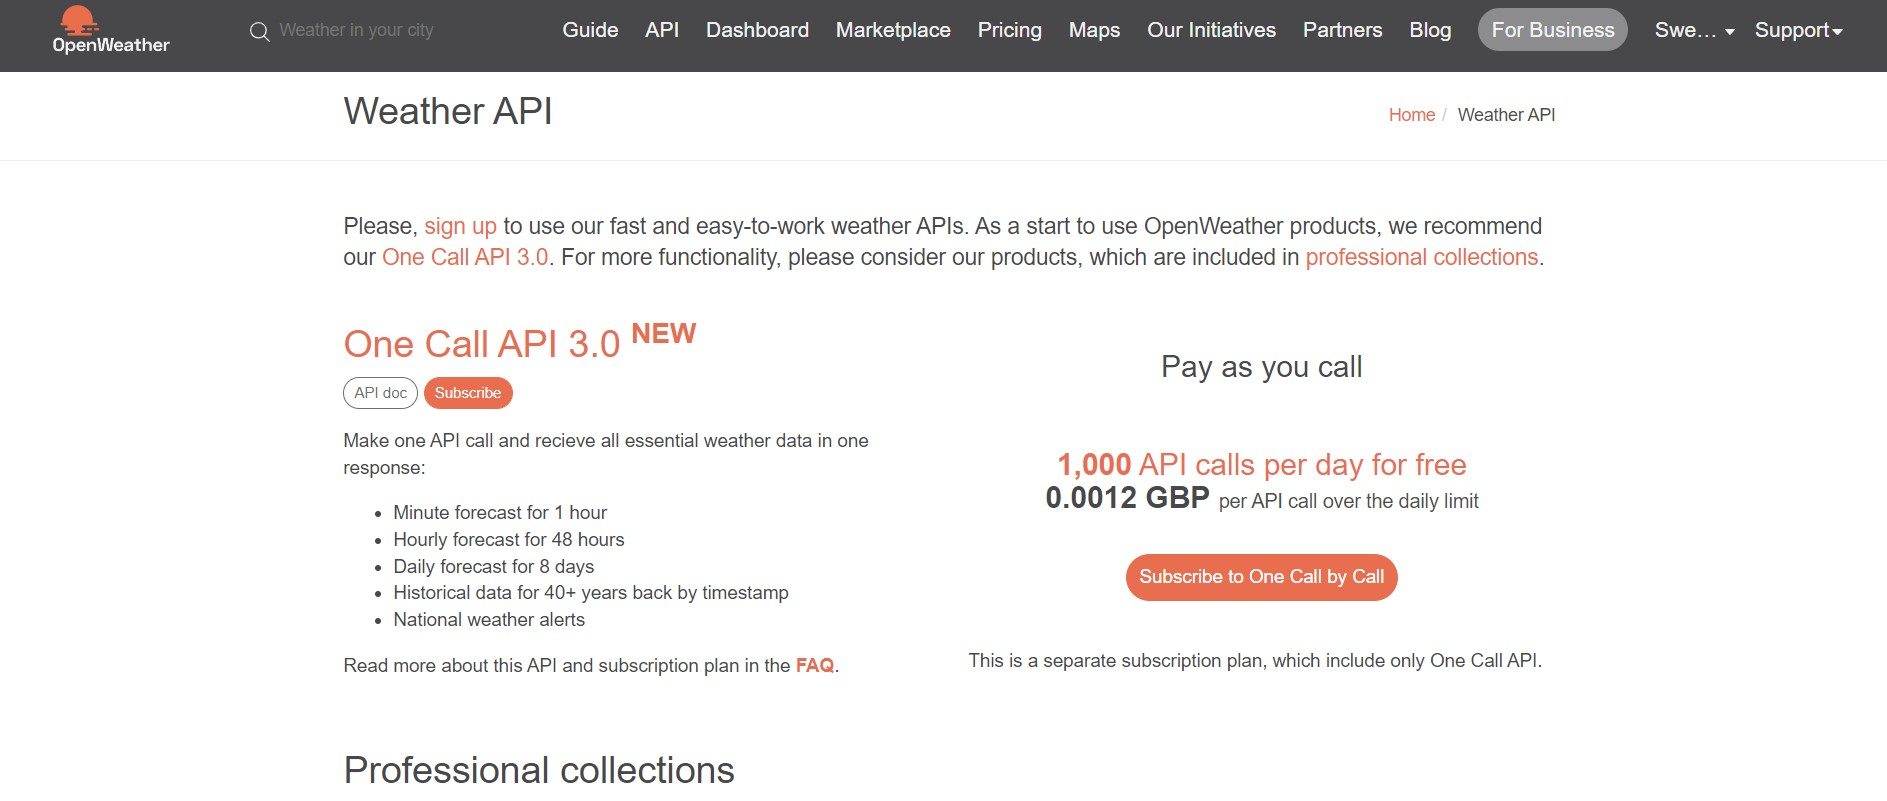 OpenWeather
Weather in your city
Guide API Dashboard Marketplace Pricing Maps Our Initiatives Partners Blog For Business Swe... Support
Weather API
Home / Weather API
Please, sign up to use our fast and easy-to-work weather APIs. As a start to use OpenWeather products, we recommend
our One Call API 3.0. For more functionality, please consider our products, which are included in professional collections.
One Call API 3.0 NEW
API doc Subscribe
Make one API call and recieve all essential weather data in one
response:
• Minute forecast for 1 hour
• Hourly forecast for 48 hours
• Daily forecast for 8 days
• Historical data for 40+ years back by timestamp
• National weather alerts
Read more about this API and subscription plan in the FAQ.
Pay as you call
1,000 API calls per day for free
0.0012 GBP per API call over the daily limit
Subscribe to One Call by Call
This is a separate subscription plan, which include only One Call API.
Professional collections